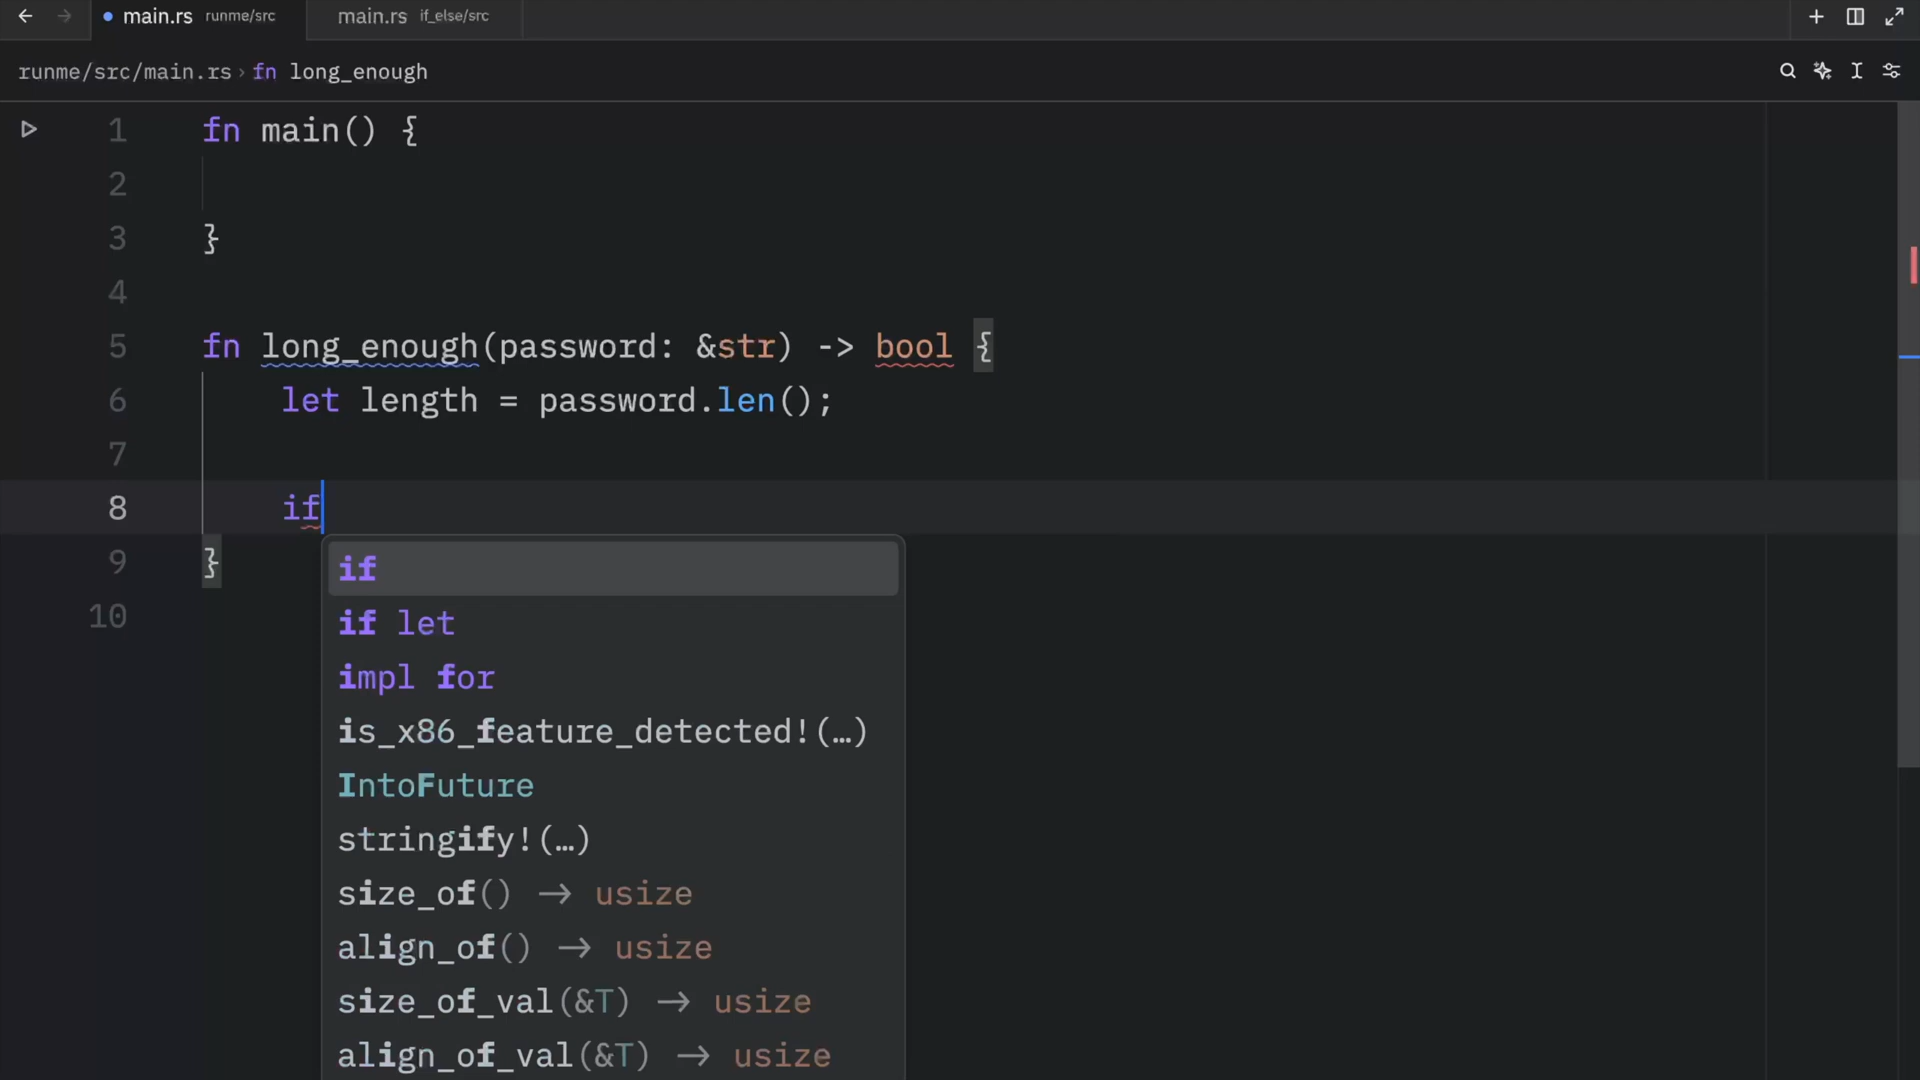 main.rs runme/src main.rs if_else/src
runme/src/main.rs › fn long_enough
1 fn main() {
2
3 }
4
5 fn long_enough(password: &str) -> bool {
6 let length = password.len();
7
8 if
9 }
10
if
if let
impl for
is_x86_feature_detected!(…)
IntoFuture
stringify!(…)
size_of() -> usize
align_of() -> usize
size_of_val(&T) -> usize
align_of_val(&T) -> usize